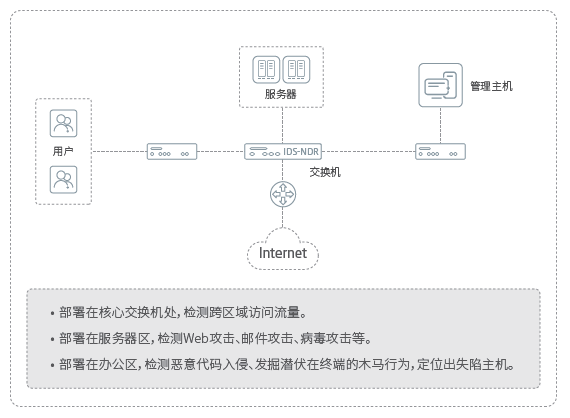 服务器
管理主机
用户
IDS-NDR
交换机
Internet
• 部署在核心交换机处，检测跨区域访问流量。
• 部署在服务器区，检测Web攻击、邮件攻击、病毒攻击等。
• 部署在办公区，检测恶意代码入侵、发掘潜伏在终端的木马行为，定位出失陷主机。